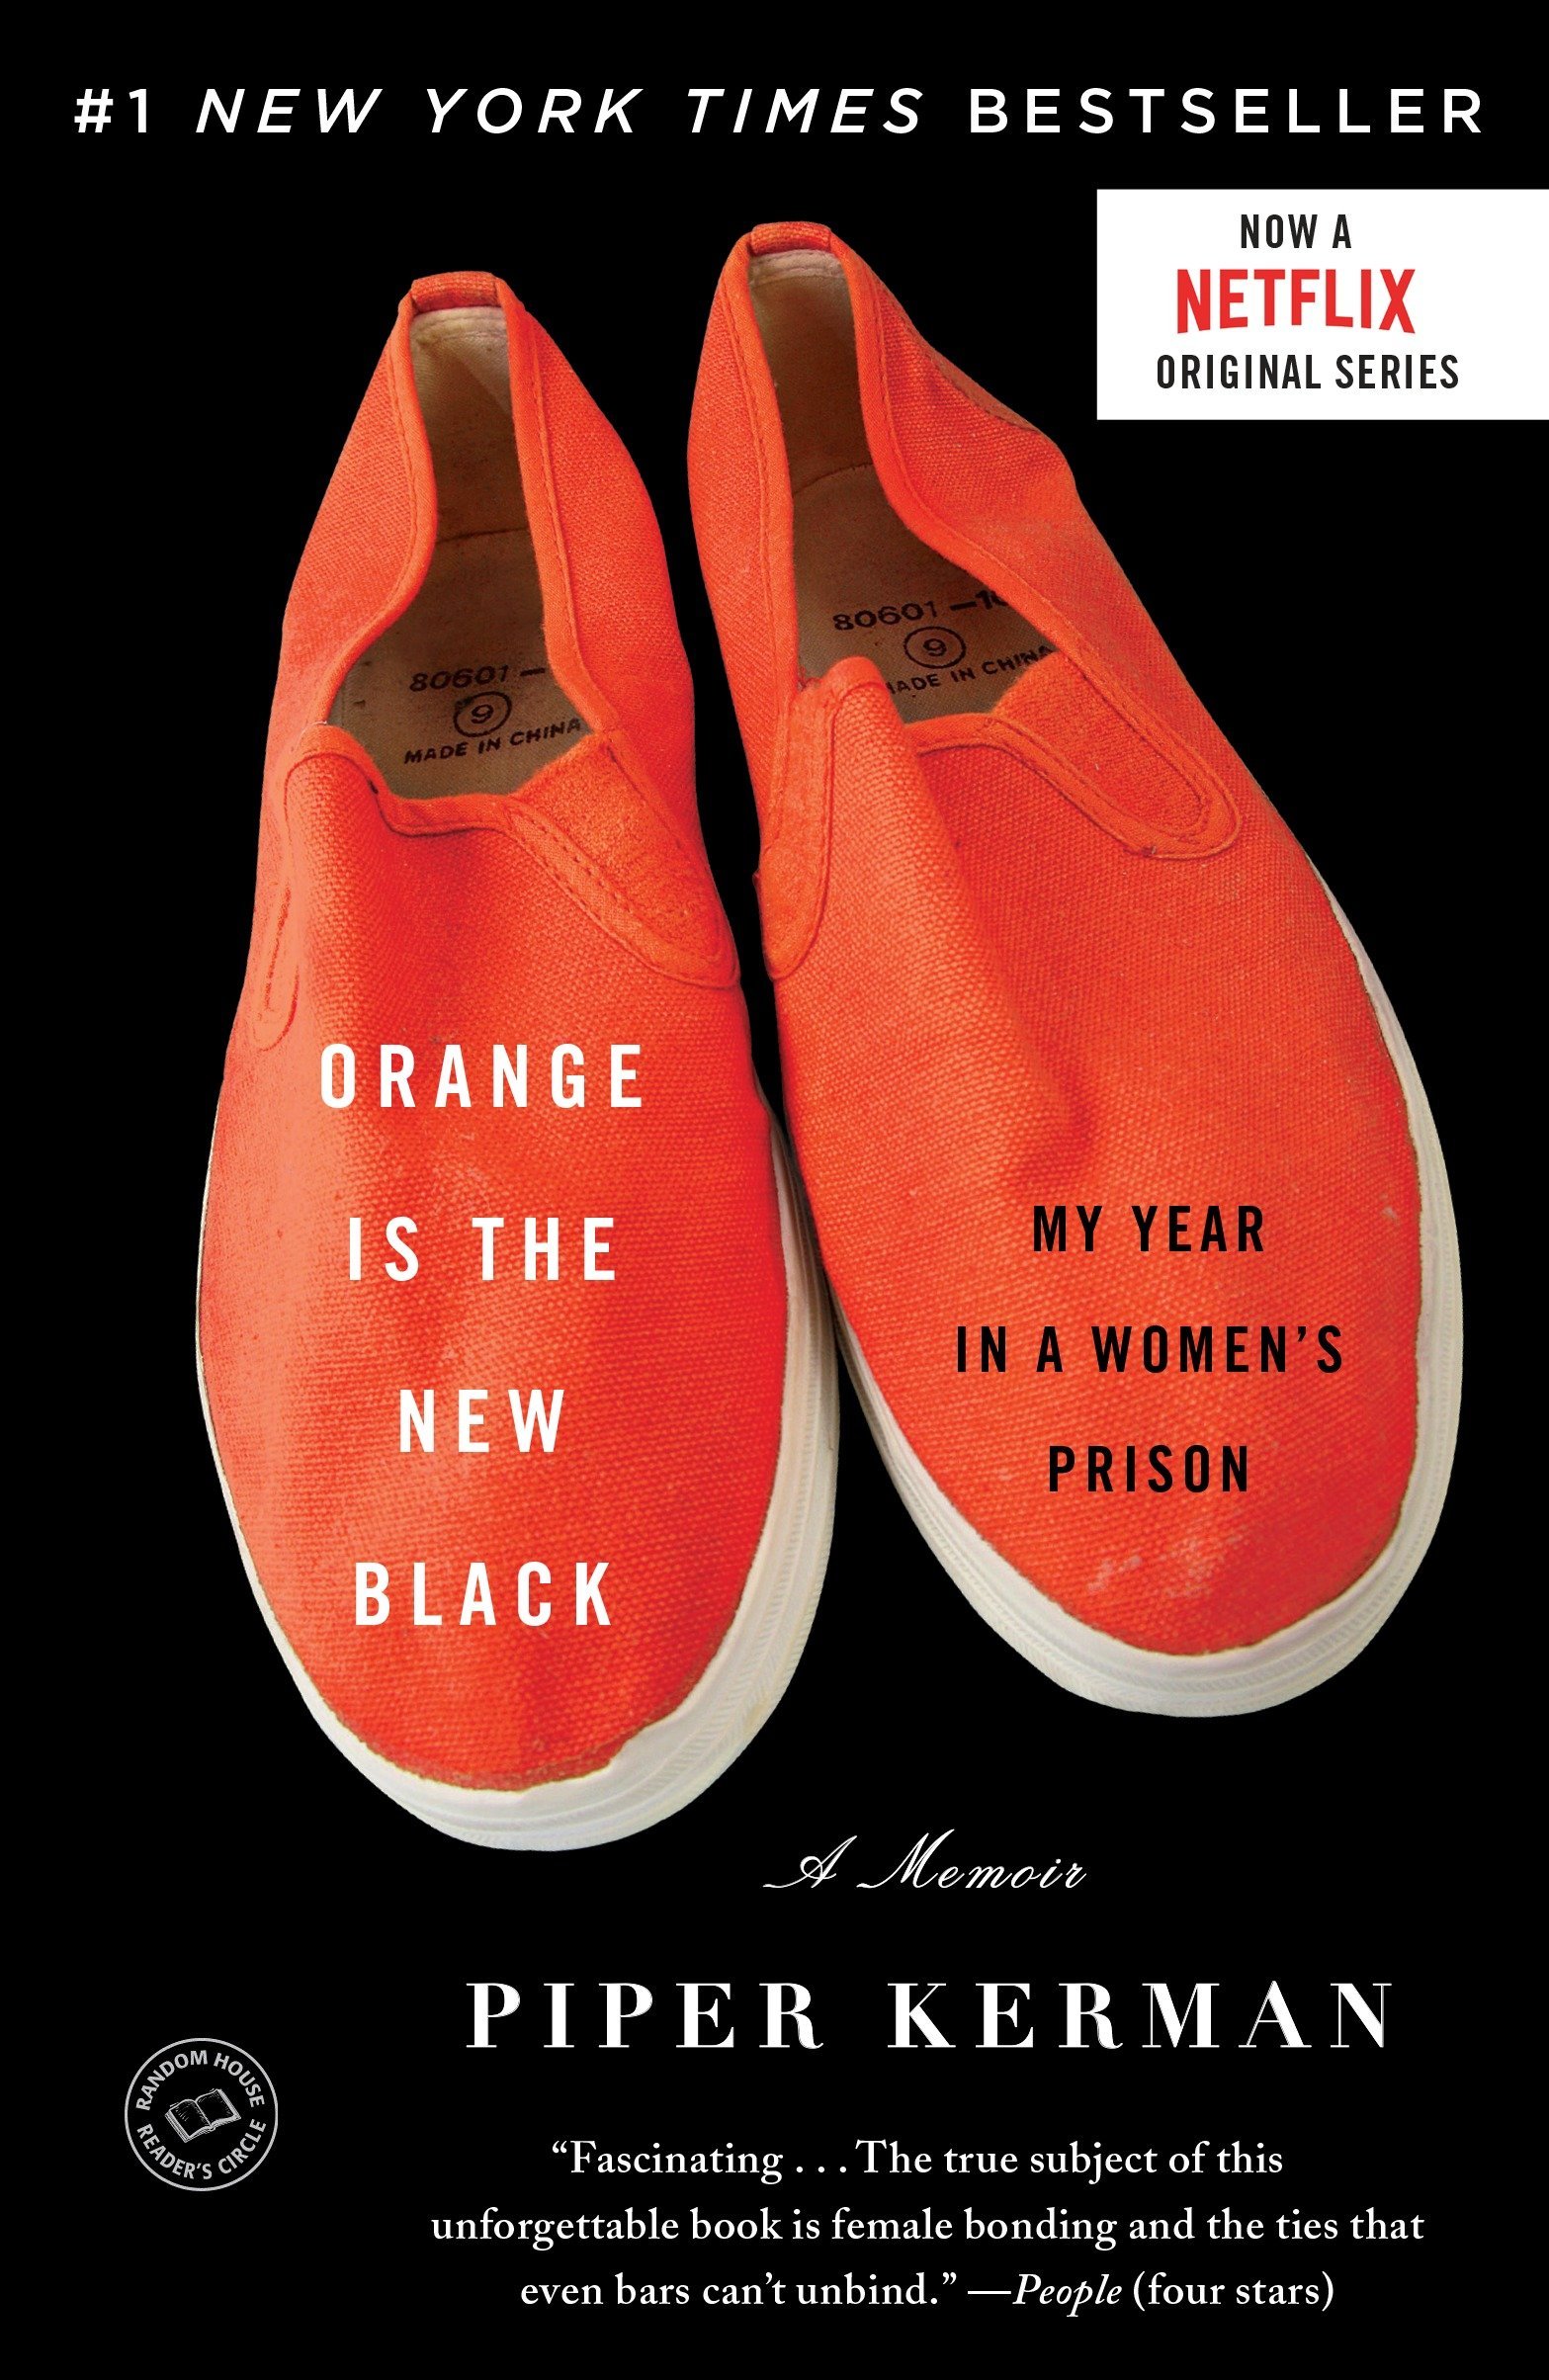 #1 NEW YORK TIMES BESTSELLER
NOW A
NETFLIX
ORIGINAL SERIES
80601 –
9
MADE IN CHINA
80601 –1
9
MADE IN CHINA
ORANGE
IS THE
NEW
BLACK
MY YEAR
IN A WOMEN’S
PRISON
A Memoir
PIPER KERMAN
RANDOM HOUSE
READER’S CIRCLE
“Fascinating . . . The true subject of this
unforgettable book is female bonding and the ties that
even bars can’t unbind.” —People (four stars)